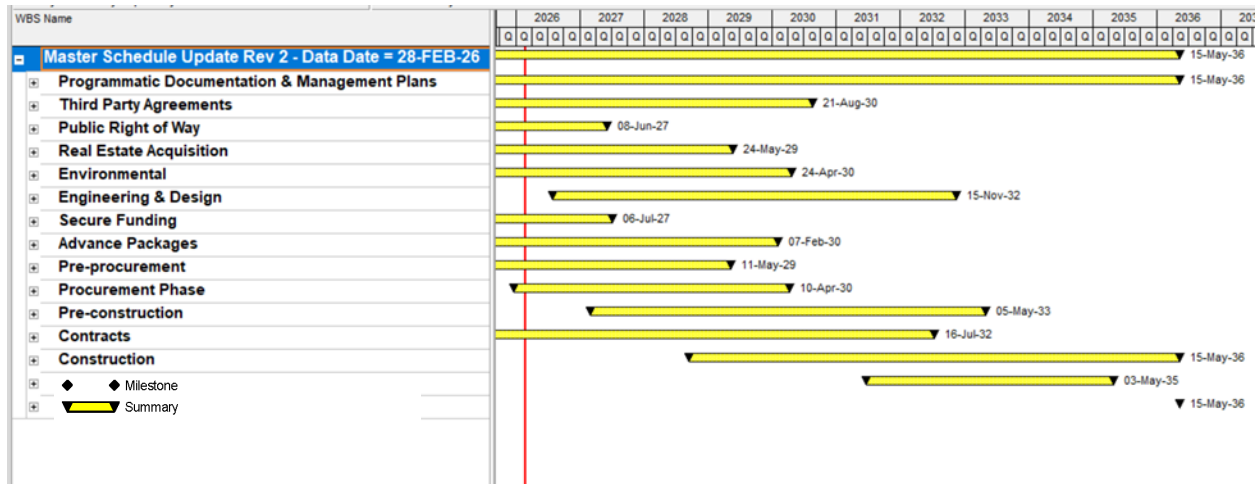 WBS Name
2026 2027 2028 2029 2030 2031 2032 2033 2034 2035 2036
Q Q Q Q Q Q Q Q Q Q Q Q Q Q Q Q Q Q Q Q Q Q Q Q Q Q Q Q Q Q Q Q Q Q Q Q Q Q Q Q Q Q Q Q Q Q Q
Master Schedule Update Rev 2 - Data Date = 28-FEB-26 15-May-36
Programmatic Documentation & Management Plans 15-May-36
Third Party Agreements 21-Aug-30
Public Right of Way 08-Jun-27
Real Estate Acquisition 24-May-29
Environmental 24-Apr-30
Engineering & Design 15-Nov-32
Secure Funding 06-Jul-27
Advance Packages 07-Feb-30
Pre-procurement 11-May-29
Procurement Phase 10-Apr-30
Pre-construction 05-May-33
Contracts 16-Jul-32
Construction 15-May-36
Milestone 03-May-35
Summary 15-May-36